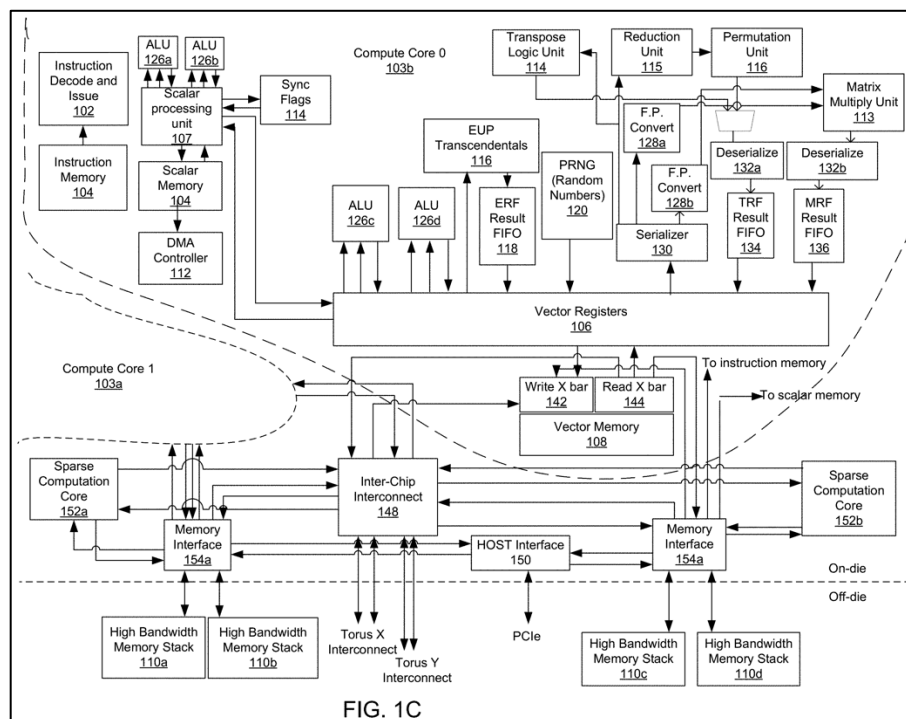 ALU
126a
ALU
126b
Compute Core 0
103b
Transpose
Logic Unit
114
Reduction
Unit
115
Permutation
Unit
116
Instruction
Decode and
Issue
102
Scalar
processing
unit
107
Sync
Flags
114
Matrix
Multiply Unit
113
F.P.
Convert
128a
EUP
Transcendentals
116
PRNG
(Random
Numbers)
120
Instruction
Memory
104
Scalar
Memory
104
F.P.
Convert
128b
Deserialize
132a
Deserialize
132b
ALU
126c
ALU
126d
ERF
Result
FIFO
118
Serializer
130
TRF
Result
FIFO
134
MRF
Result
FIFO
136
DMA
Controller
112
Vector Registers
106
Compute Core 1
103a
To instruction memory
Write X bar
142
Read X bar
144
To scalar memory
Vector Memory
108
Sparse
Computation
Core
152a
Inter-Chip
Interconnect
148
Sparse
Computation
Core
152b
Memory
Interface
154a
HOST Interface
150
Memory
Interface
154a
On-die
Off-die
High Bandwidth
Memory Stack
110a
High Bandwidth
Memory Stack
110b
Torus X
Interconnect
Torus Y
Interconnect
PCIe
High Bandwidth
Memory Stack
110c
High Bandwidth
Memory Stack
110d
FIG. 1C